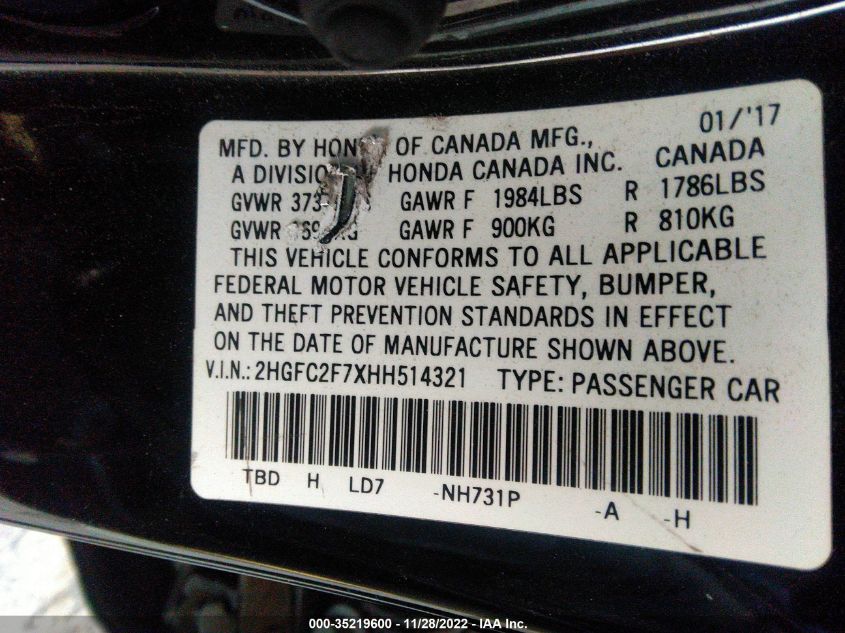 01/'17
MFD. BY OF CANADA MFG., CANADA
A DIVISION HONDA CANADA INC.
GVWR GAWR F 1984LBS R 1786LBS
GVWR GAWR F 900KG R 810KG
THIS VEHICLE CONFORMS TO ALL APPLICABLE
FEDERAL MOTOR VEHICLE SAFETY, BUMPER,
AND THEFT PREVENTION STANDARDS IN EFFECT
ON THE DATE OF MANUFACTURE SHOWN ABOVE.
V.I.N.: 2HGFC2F7XHH514321 TYPE: PASSENGER CAR
TBD H LD7 -NH731P -A -H
000-35219600 - 11/28/2022 - IAA Inc.